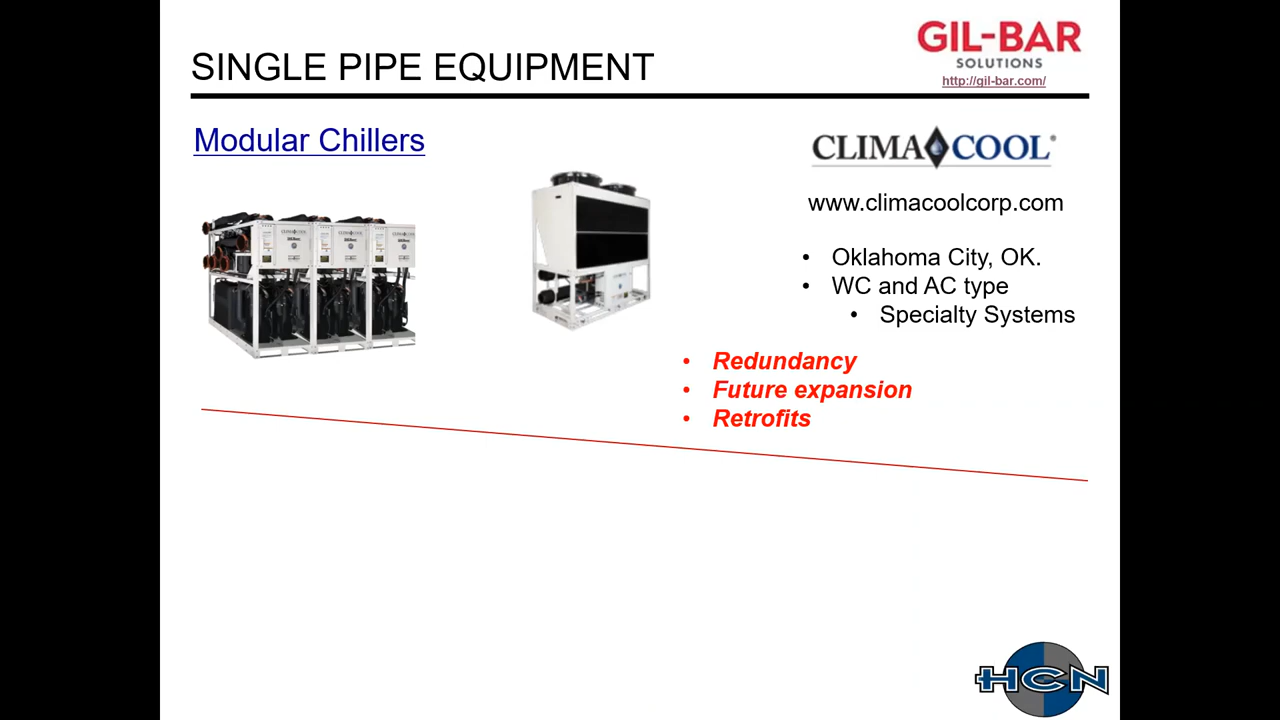 SINGLE PIPE EQUIPMENT
GIL-BAR
SOLUTIONS
http://gil-bar.com/
Modular Chillers
CLIMA COOL®
www.climacoolcorp.com
• Oklahoma City, OK.
• WC and AC type
• Specialty Systems
• Redundancy
• Future expansion
• Retrofits
HCN